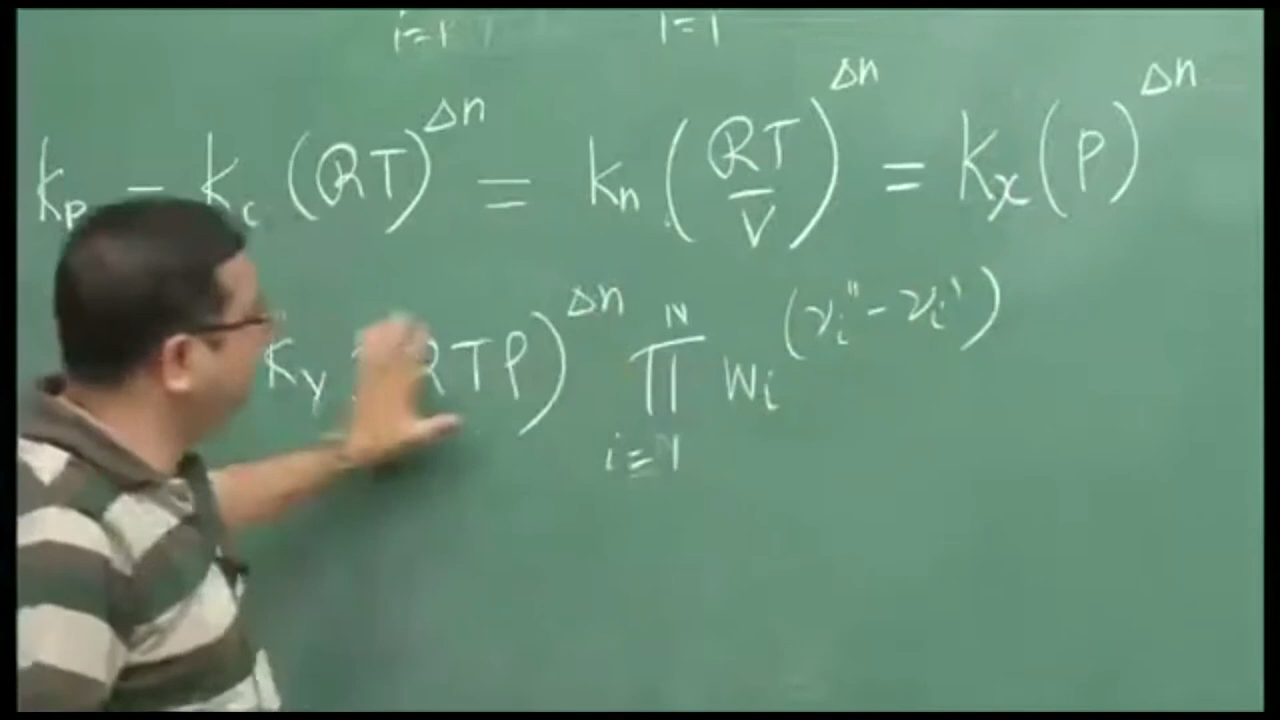 i=1 i=1
Kp = Kc (RT)^Δn = Kn (RT/V)^Δn = Kx (P)^Δn
Ky (RTP)^Δn ∏_{i=1}^{N} Wi^(νi'' - νi')